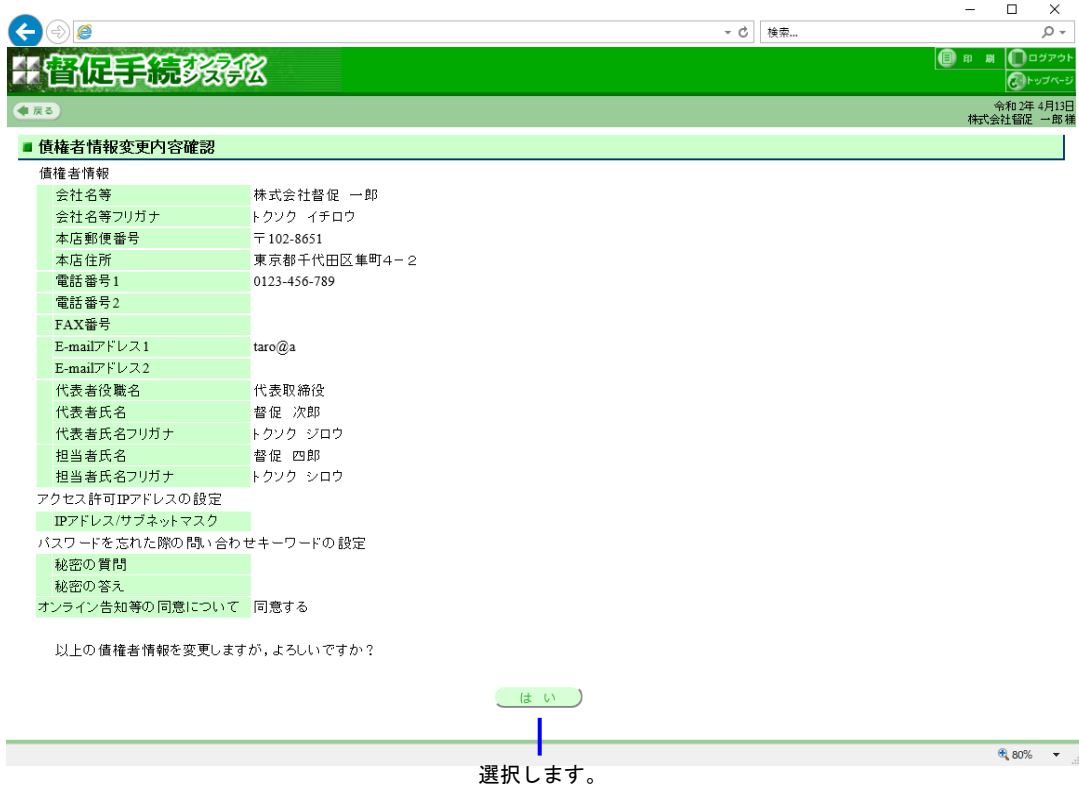 検索...
督促手続オンラインシステム
印 刷
ログアウト
トップページ
戻る
令和 2年 4月13日
株式会社督促 一郎 様
債権者情報変更内容確認
債権者情報
会社名等 株式会社督促 一郎
会社名等フリガナ トクソク イチロウ
本店郵便番号 〒102-8651
本店住所 東京都千代田区隼町4-2
電話番号1 0123-456-789
電話番号2
FAX番号
E-mailアドレス1 taro@a
E-mailアドレス2
代表者役職名 代表取締役
代表者氏名 督促 次郎
代表者氏名フリガナ トクソク ジロウ
担当者氏名 督促 四郎
担当者氏名フリガナ トクソク シロウ
アクセス許可IPアドレスの設定
IPアドレス/サブネットマスク
パスワードを忘れた際の問い合わせキーワードの設定
秘密の質問
秘密の答え
オンライン告知等の同意について 同意する
以上の債権者情報を変更しますが，よろしいですか？
は い
80%
選択します。